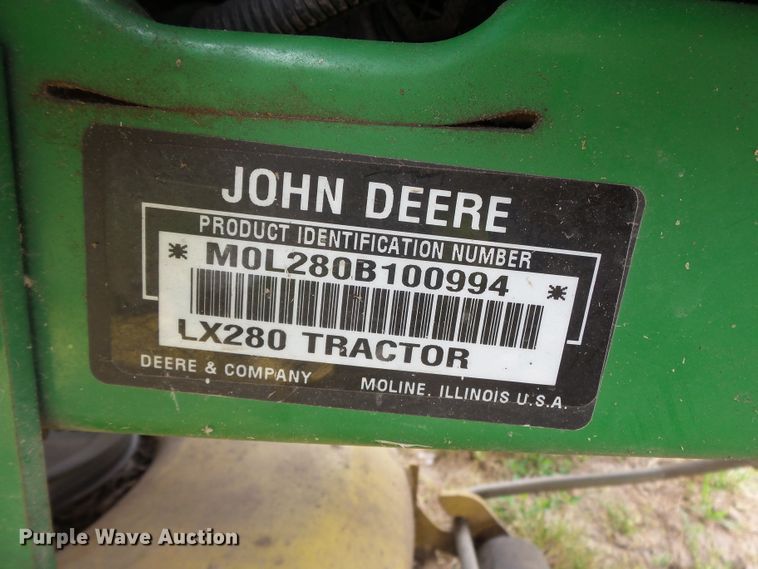 JOHN DEERE
PRODUCT IDENTIFICATION NUMBER
* M0L280B100994 *
LX280 TRACTOR
DEERE & COMPANY MOLINE, ILLINOIS U.S.A.
Purple Wave Auction